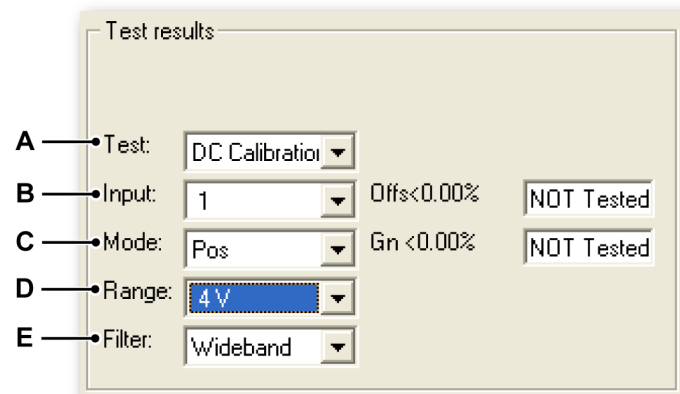 Test results
A Test: DC Calibration
B Input: 1 Offs<0.00% NOT Tested
C Mode: Pos Gn <0.00% NOT Tested
D Range: 4 V
E Filter: Wideband